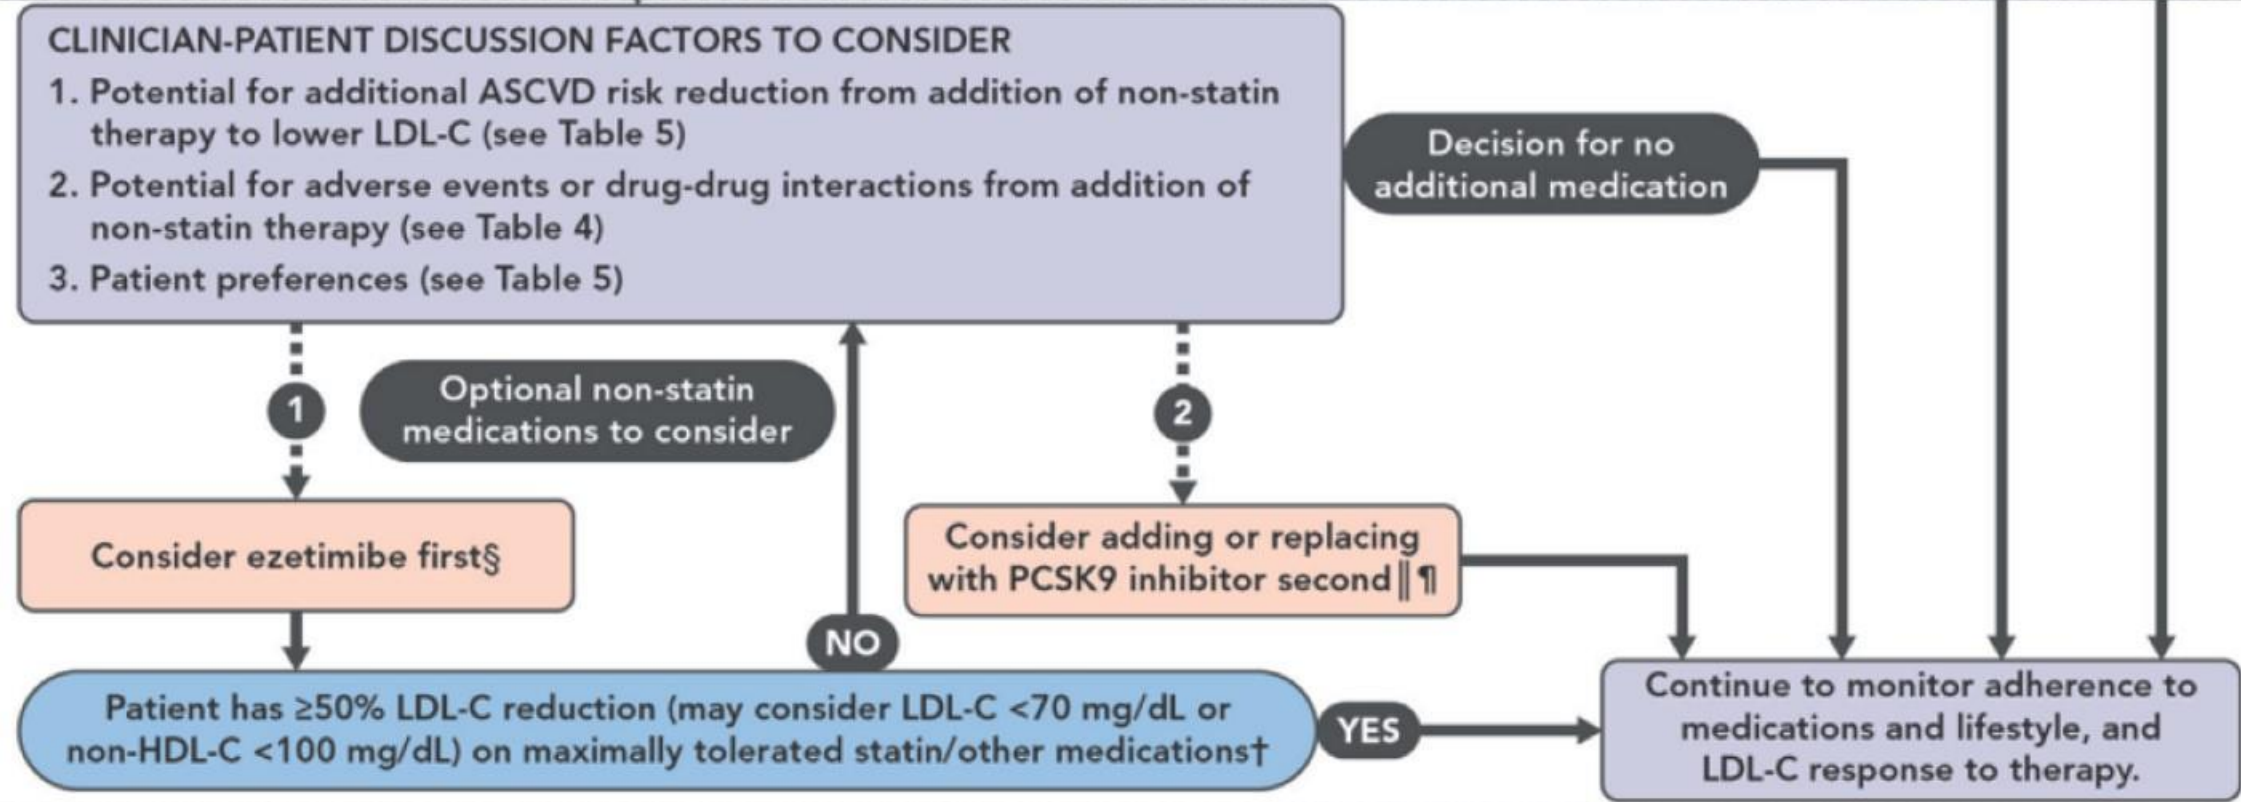 CLINICIAN-PATIENT DISCUSSION FACTORS TO CONSIDER
1. Potential for additional ASCVD risk reduction from addition of non-statin
therapy to lower LDL-C (see Table 5)
2. Potential for adverse events or drug-drug interactions from addition of
non-statin therapy (see Table 4)
3. Patient preferences (see Table 5)
Decision for no
additional medication
1
Optional non-statin
medications to consider
2
Consider ezetimibe first§
Consider adding or replacing
with PCSK9 inhibitor second‖¶
NO
Patient has ≥50% LDL-C reduction (may consider LDL-C <70 mg/dL or
non-HDL-C <100 mg/dL) on maximally tolerated statin/other medications†
YES
Continue to monitor adherence to
medications and lifestyle, and
LDL-C response to therapy.